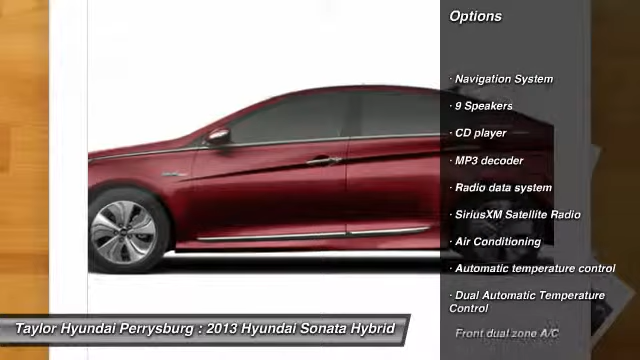 Options
· Navigation System
· 9 Speakers
· CD player
· MP3 decoder
· Radio data system
· SiriusXM Satellite Radio
· Air Conditioning
· Automatic temperature control
· Dual Automatic Temperature
Control
Front dual zone A/C
Taylor Hyundai Perrysburg : 2013 Hyundai Sonata Hybrid